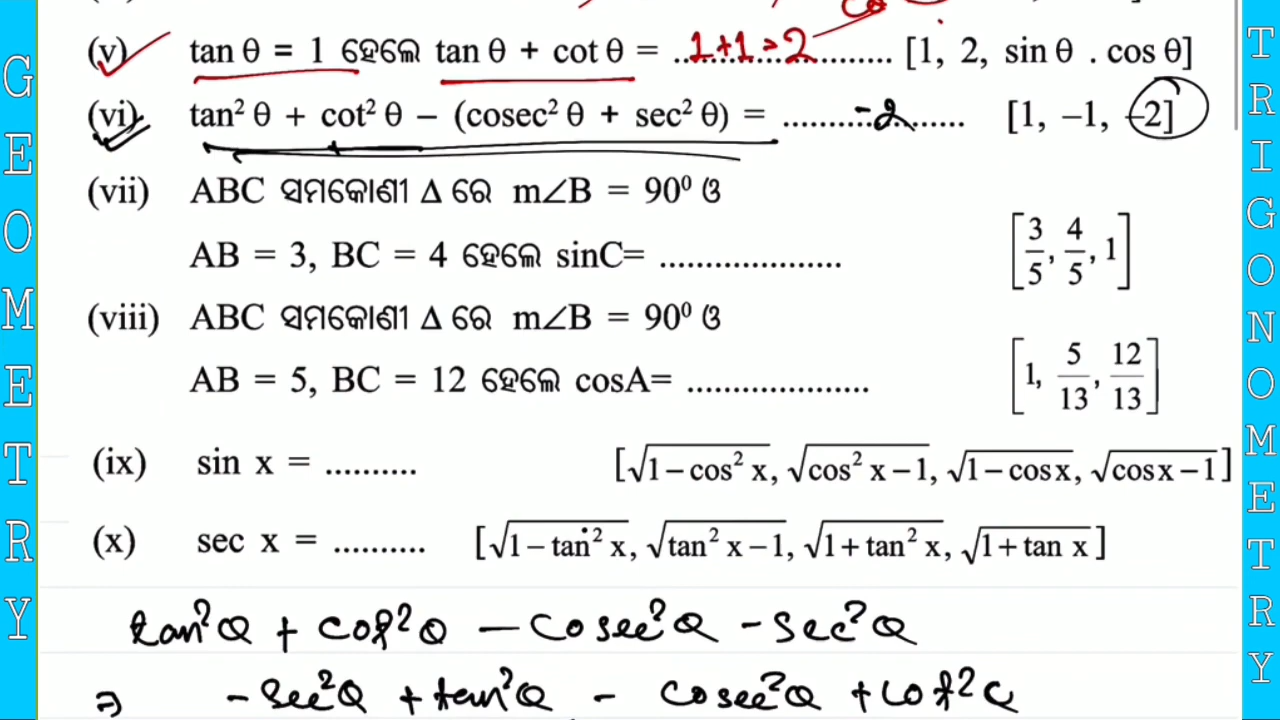 GEOMETRY
(v) tan θ = 1 ହେଲେ tan θ + cot θ = ..1+1=2........... [1, 2, sin θ . cos θ]
(vi) tan² θ + cot² θ – (cosec² θ + sec² θ) = ........-2....... [1, –1, –2]
(vii) ABC ସମକୋଣୀ Δ ରେ m∠B = 90⁰ ଓ
AB = 3, BC = 4 ହେଲେ sinC= .................... [3/5, 4/5, 1]
(viii) ABC ସମକୋଣୀ Δ ରେ m∠B = 90⁰ ଓ
AB = 5, BC = 12 ହେଲେ cosA= .................... [1, 5/13, 12/13]
(ix) sin x = .......... [√(1–cos² x), √(cos² x–1), √(1–cosx), √(cosx–1)]
(x) sec x = .......... [√(1–tan² x), √(tan² x–1), √(1+tan² x), √(1+tan x)]
tan²θ + cot²θ – cosec²θ – sec²θ
⇒ – sec²θ + tan²θ – cosec²θ + cot²θ
TRIGONOMETRY